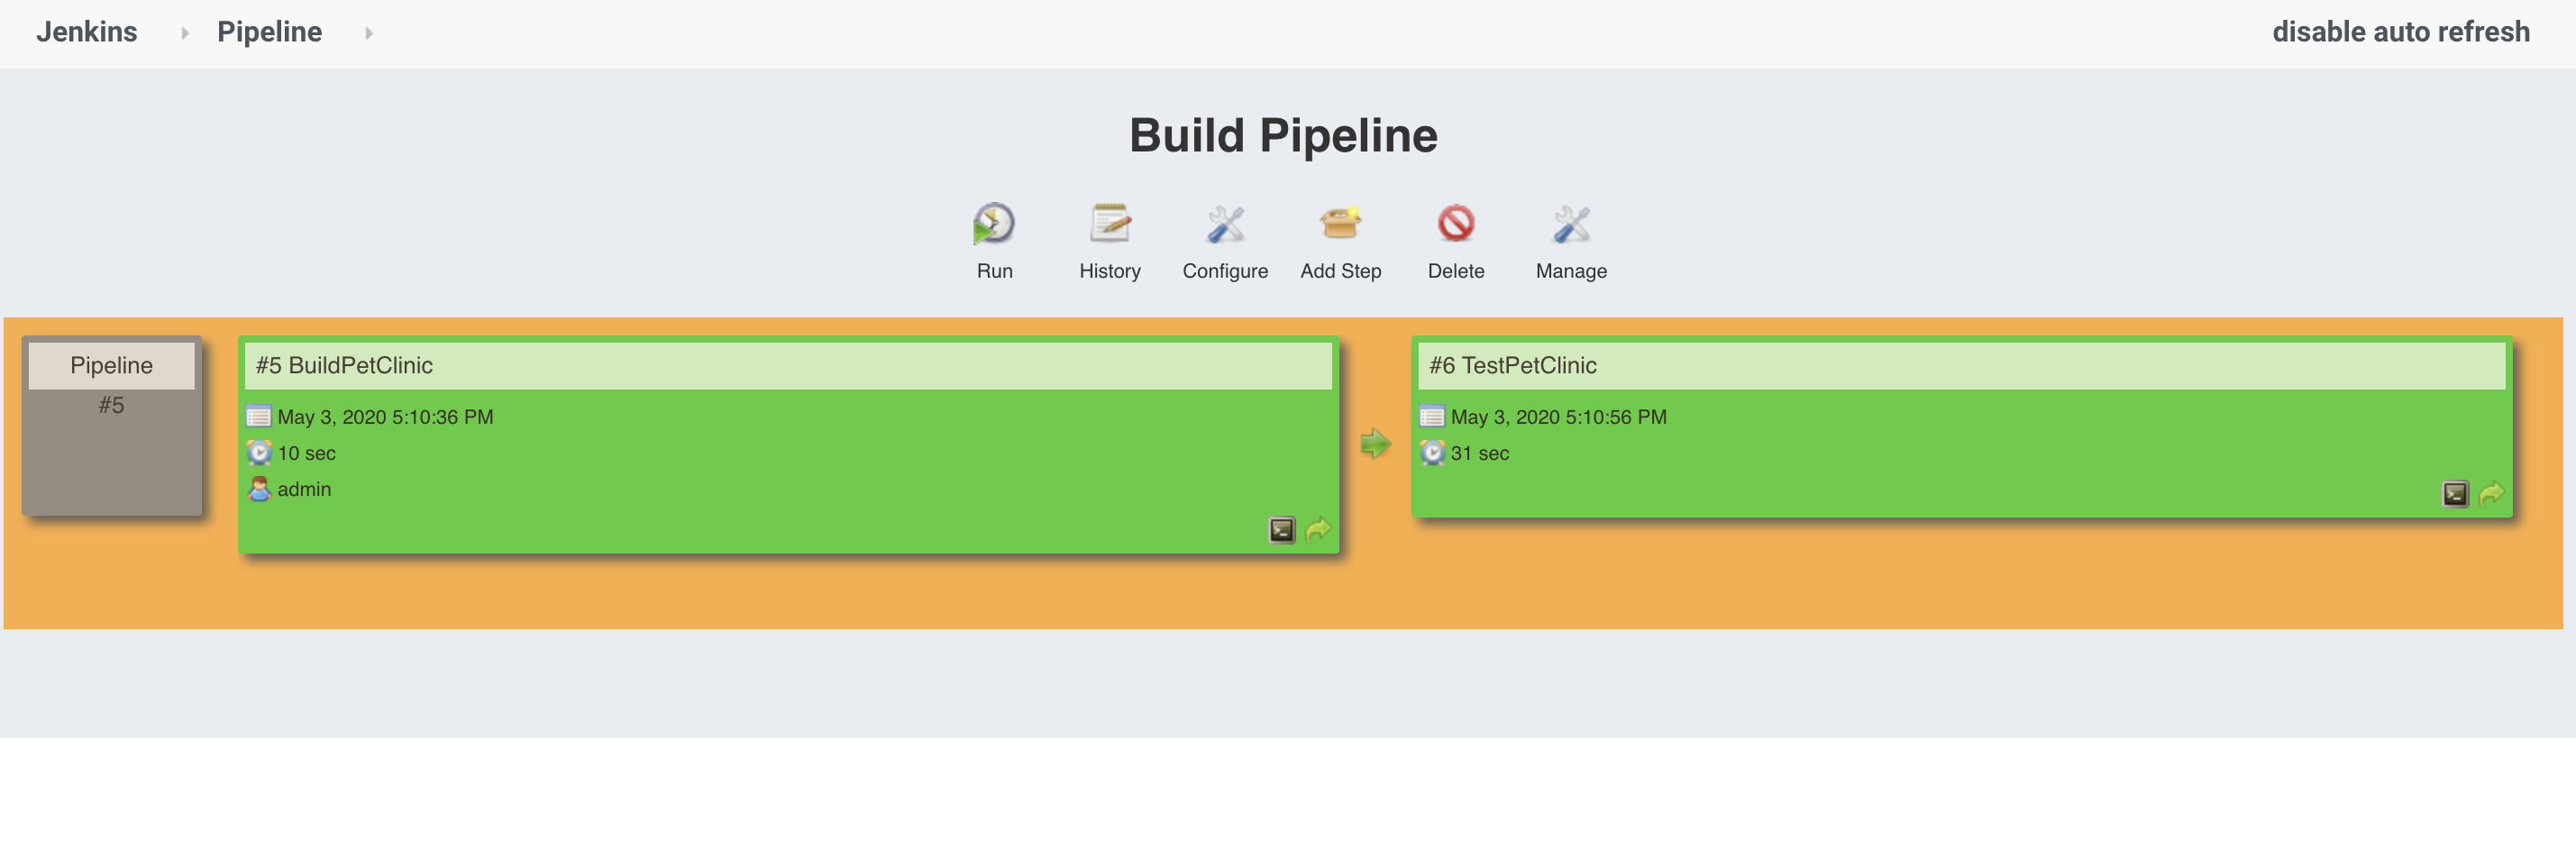 Jenkins Pipeline disable auto refresh
Build Pipeline
Run History Configure Add Step Delete Manage
Pipeline
#5
#5 BuildPetClinic
May 3, 2020 5:10:36 PM
10 sec
admin
#6 TestPetClinic
May 3, 2020 5:10:56 PM
31 sec